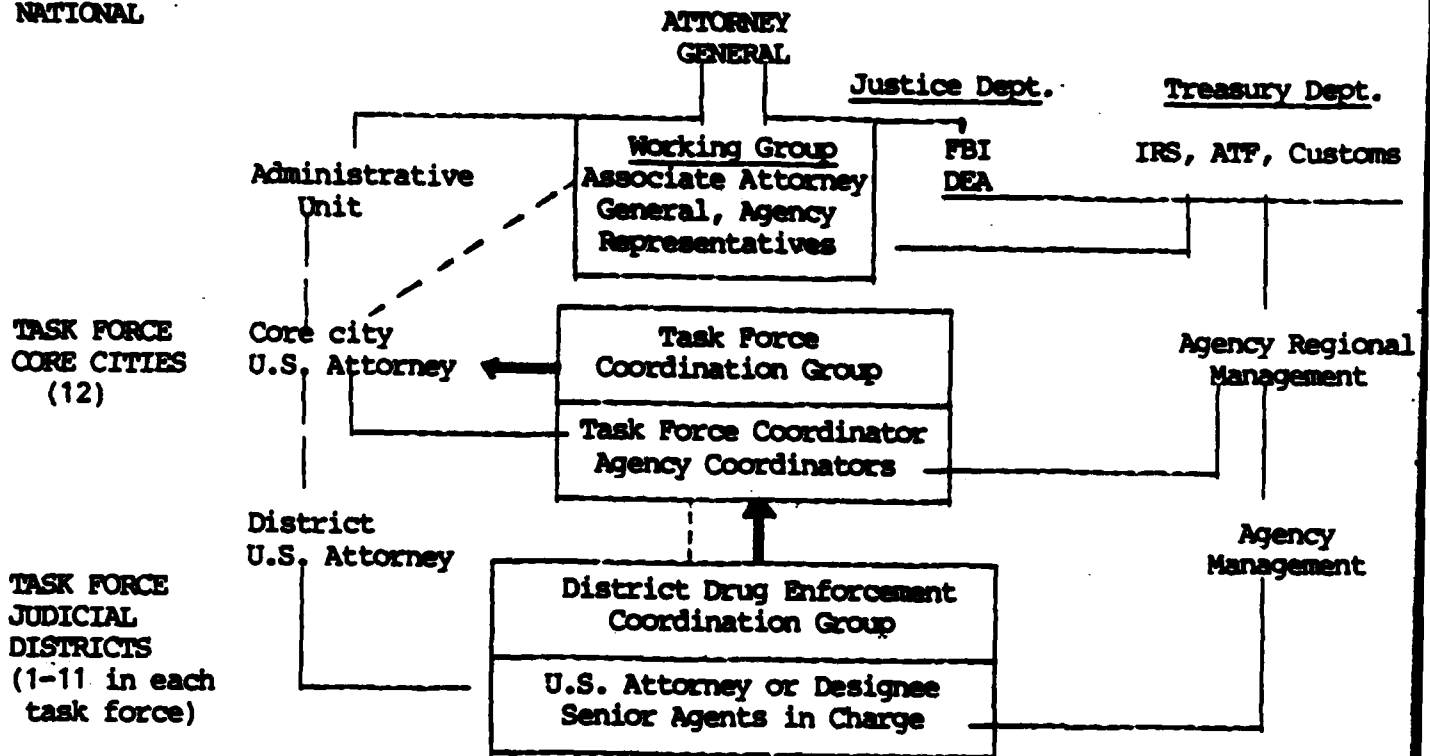 NATIONAL
ATTORNEY
GENERAL
Justice Dept.
Treasury Dept.
Working Group
Associate Attorney
General, Agency
Representatives
FBI
DEA
IRS, ATF, Customs
Administrative
Unit
TASK FORCE
CORE CITIES
(12)
Core city
U.S. Attorney
Task Force
Coordination Group
Task Force Coordinator
Agency Coordinators
Agency Regional
Management
District
U.S. Attorney
Agency
Management
TASK FORCE
JUDICIAL
DISTRICTS
(1-11 in each
task force)
District Drug Enforcement
Coordination Group
U.S. Attorney or Designee
Senior Agents in Charge